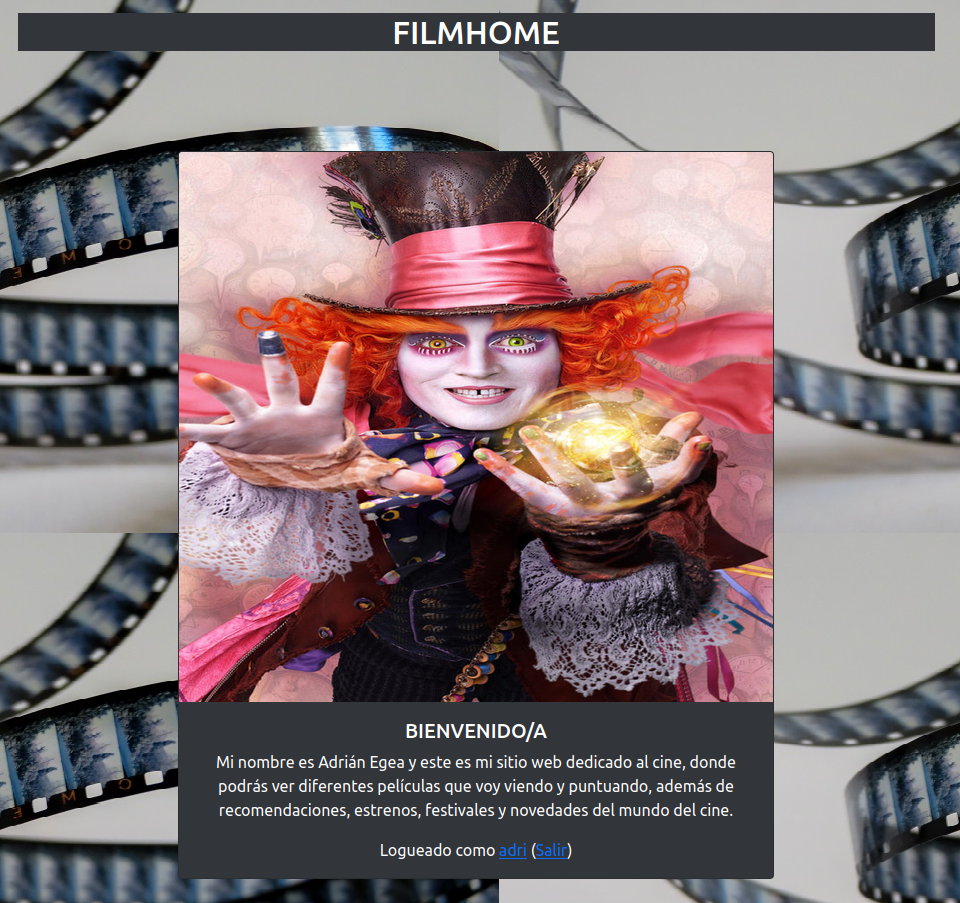 FILMHOME
BIENVENIDO/A
Mi nombre es Adrián Egea y este es mi sitio web dedicado al cine, donde
podrás ver diferentes películas que voy viendo y puntuando, además de
recomendaciones, estrenos, festivales y novedades del mundo del cine.
Logueado como adri (Salir)